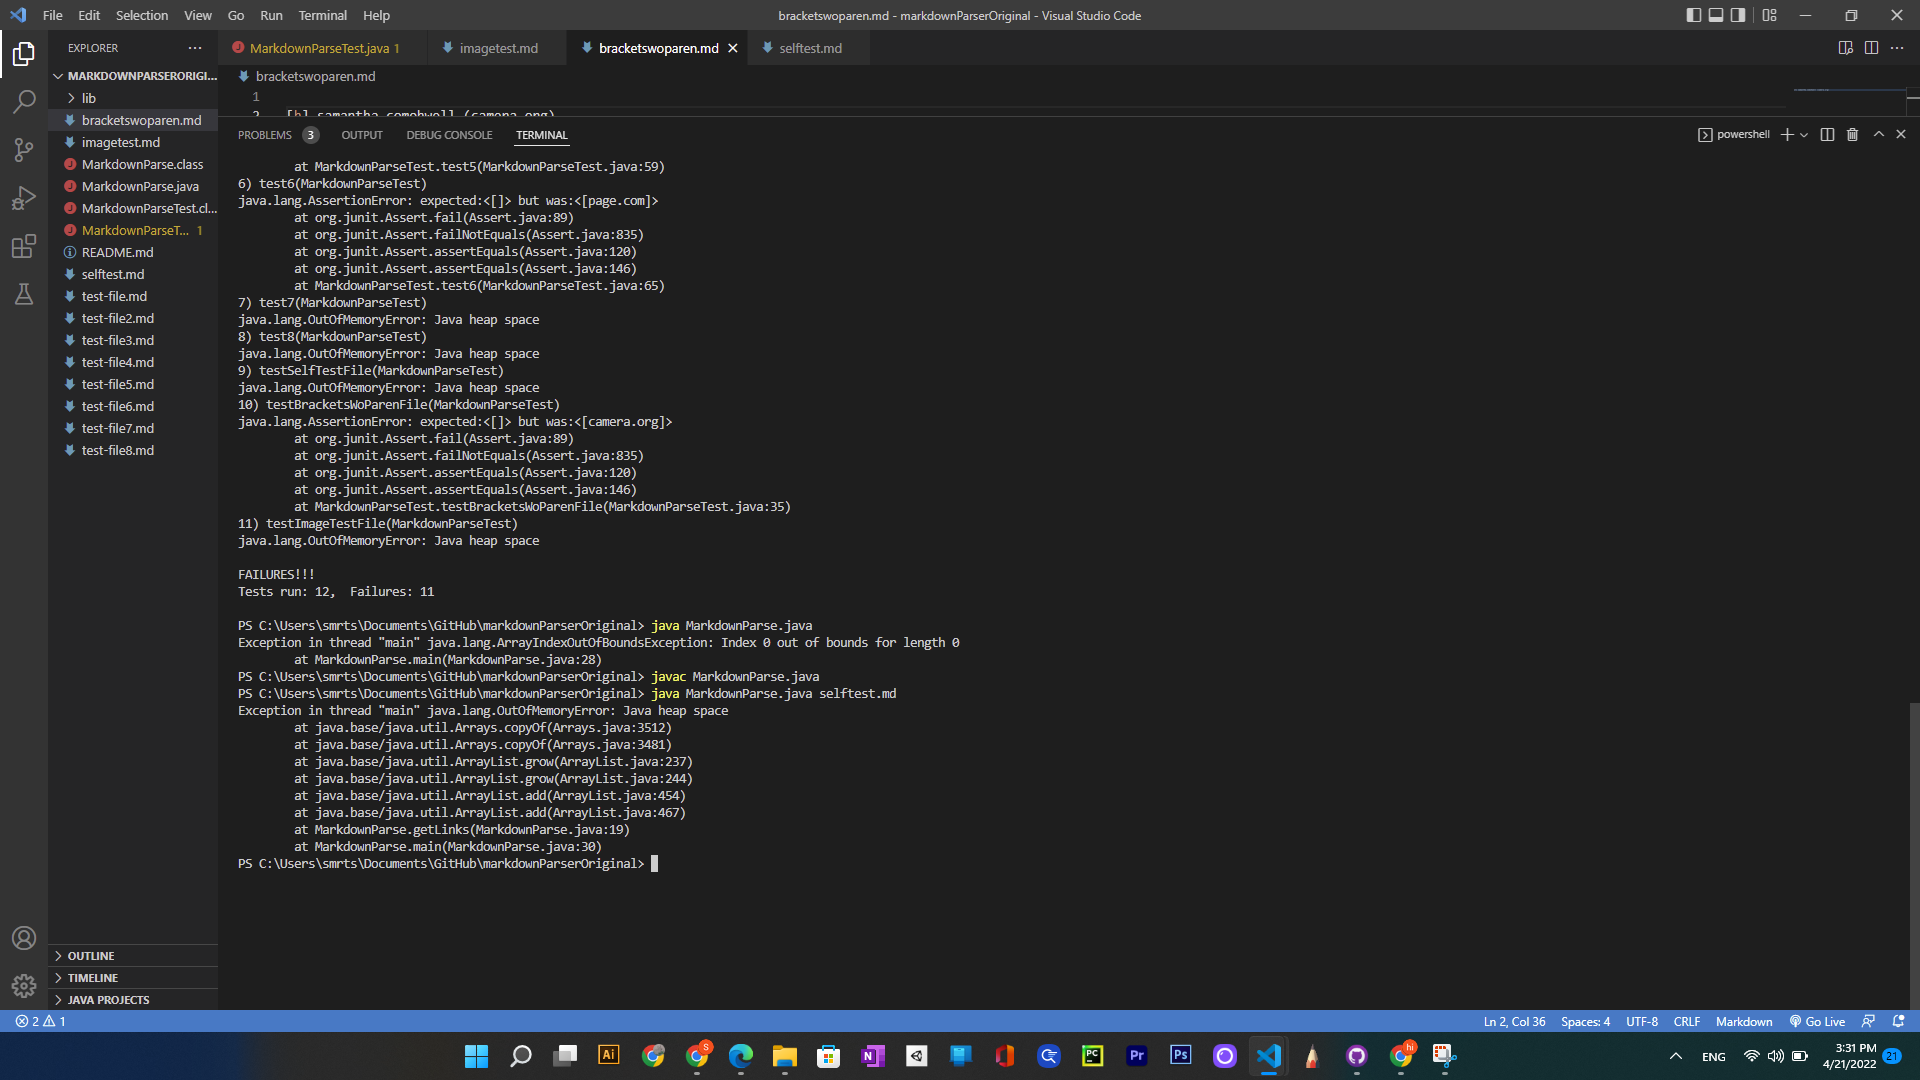 File Edit Selection View Go Run Terminal Help
bracketswoparen.md - markdownParserOriginal - Visual Studio Code
EXPLORER
MARKDOWNPARSERORIGI...
lib
bracketswoparen.md
imagetest.md
MarkdownParse.class
MarkdownParse.java
MarkdownParseTest.cl...
MarkdownParseT... 1
README.md
selftest.md
test-file.md
test-file2.md
test-file3.md
test-file4.md
test-file5.md
test-file6.md
test-file7.md
test-file8.md
OUTLINE
TIMELINE
JAVA PROJECTS
MarkdownParseTest.java 1 imagetest.md bracketswoparen.md selftest.md
bracketswoparen.md
1
2 [h] samantha comohwell (camera.org)
PROBLEMS 3 OUTPUT DEBUG CONSOLE TERMINAL
powershell
at MarkdownParseTest.test5(MarkdownParseTest.java:59)
6) test6(MarkdownParseTest)
java.lang.AssertionError: expected:<[]> but was:<[page.com]>
at org.junit.Assert.fail(Assert.java:89)
at org.junit.Assert.failNotEquals(Assert.java:835)
at org.junit.Assert.assertEquals(Assert.java:120)
at org.junit.Assert.assertEquals(Assert.java:146)
at MarkdownParseTest.test6(MarkdownParseTest.java:65)
7) test7(MarkdownParseTest)
java.lang.OutOfMemoryError: Java heap space
8) test8(MarkdownParseTest)
java.lang.OutOfMemoryError: Java heap space
9) testSelfTestFile(MarkdownParseTest)
java.lang.OutOfMemoryError: Java heap space
10) testBracketsWoParenFile(MarkdownParseTest)
java.lang.AssertionError: expected:<[]> but was:<[camera.org]>
at org.junit.Assert.fail(Assert.java:89)
at org.junit.Assert.failNotEquals(Assert.java:835)
at org.junit.Assert.assertEquals(Assert.java:120)
at org.junit.Assert.assertEquals(Assert.java:146)
at MarkdownParseTest.testBracketsWoParenFile(MarkdownParseTest.java:35)
11) testImageTestFile(MarkdownParseTest)
java.lang.OutOfMemoryError: Java heap space
FAILURES!!!
Tests run: 12,  Failures: 11
PS C:\Users\smrts\Documents\GitHub\markdownParserOriginal> java MarkdownParse.java
Exception in thread "main" java.lang.ArrayIndexOutOfBoundsException: Index 0 out of bounds for length 0
at MarkdownParse.main(MarkdownParse.java:28)
PS C:\Users\smrts\Documents\GitHub\markdownParserOriginal> javac MarkdownParse.java
PS C:\Users\smrts\Documents\GitHub\markdownParserOriginal> java MarkdownParse.java selftest.md
Exception in thread "main" java.lang.OutOfMemoryError: Java heap space
at java.base/java.util.Arrays.copyOf(Arrays.java:3512)
at java.base/java.util.Arrays.copyOf(Arrays.java:3481)
at java.base/java.util.ArrayList.grow(ArrayList.java:237)
at java.base/java.util.ArrayList.grow(ArrayList.java:244)
at java.base/java.util.ArrayList.add(ArrayList.java:454)
at java.base/java.util.ArrayList.add(ArrayList.java:467)
at MarkdownParse.getLinks(MarkdownParse.java:19)
at MarkdownParse.main(MarkdownParse.java:30)
PS C:\Users\smrts\Documents\GitHub\markdownParserOriginal>
2 1
Ln 2, Col 36 Spaces: 4 UTF-8 CRLF Markdown Go Live
Ai S N PC Pr Ps hi
ENG
3:31 PM
4/21/2022 21